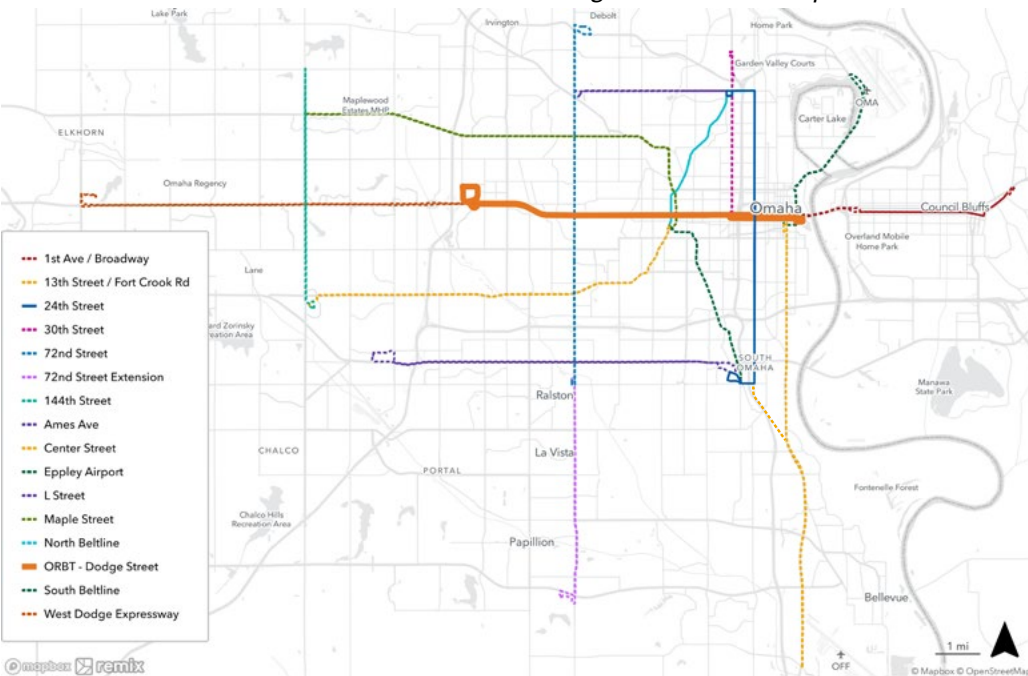 Lake Park
Irvington
Debolt
Home Park
Garden Valley Courts
Maplewood
Estates MHP
OMA
Carter Lake
ELKHORN
Omaha Regency
Omaha
Council Bluffs
Overland Mobile
Home Park
1st Ave / Broadway
13th Street / Fort Crook Rd
24th Street
30th Street
72nd Street
72nd Street Extension
144th Street
Ames Ave
Center Street
Eppley Airport
L Street
Maple Street
North Beltline
ORBT - Dodge Street
South Beltline
West Dodge Expressway
Lane
ard Zorinsky
reation Area
SOUTH
OMAHA
Manawa
State Park
Ralston
La Vista
CHALCO
PORTAL
Fontenelle Forest
Chalco Hills
Recreation Area
Papillion
Bellevue
1 mi
OFF
mapbox remix
© Mapbox © OpenStreetMap